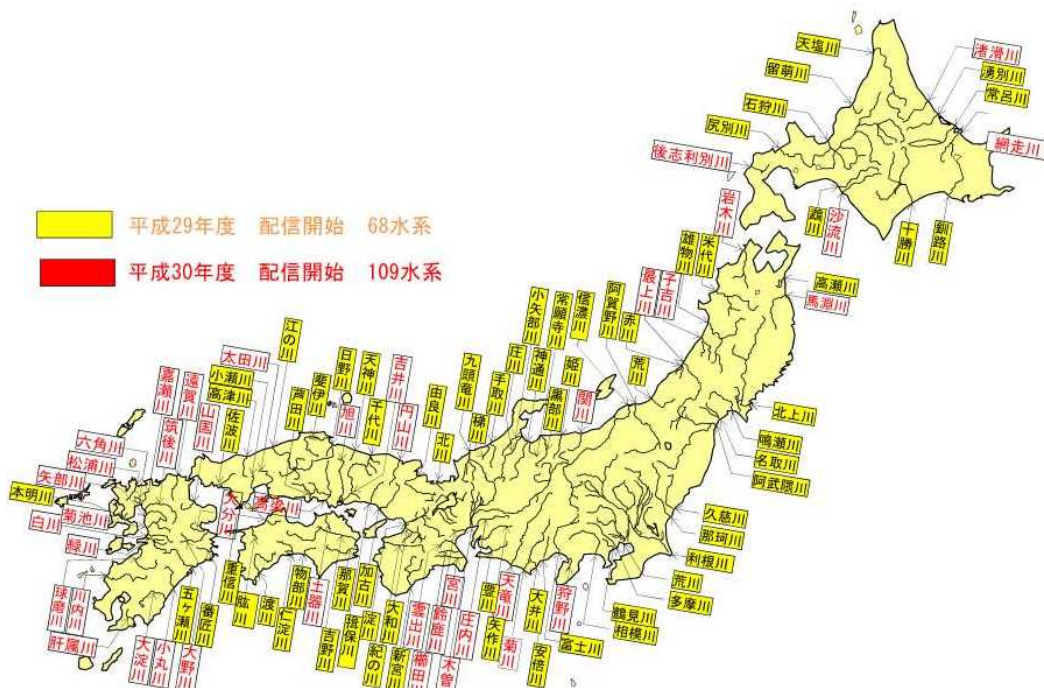 天塩川
留萌川
石狩川
尻別川
後志利別川
渚滑川
湧別川
常呂川
網走川
平成29年度 配信開始 68水系
平成30年度 配信開始 109水系
岩木川
鵡川
沙流川
十勝川
釧路川
米代川
雄物川
高瀬川
馬淵川
子吉川
最上川
赤川
阿賀野川
荒川
信濃川
常願寺川
小矢部川
関川
姫川
黒部川
神通川
庄川
手取川
梯川
九頭竜川
北川
由良川
円山川
吉井川
千代川
天神川
旭川
日野川
斐伊川
芦田川
江の川
太田川
小瀬川
高津川
佐波川
山国川
遠賀川
筑後川
嘉瀬川
六角川
松浦川
矢部川
本明川
菊池川
白川
緑川
球磨川
川内川
肝属川
大淀川
小丸川
大野川
五ヶ瀬川
番匠川
大分川
高梁川
重信川
肱川
渡川
仁淀川
物部川
土器川
吉野川
那賀川
揖保川
加古川
淀川
紀の川
大和川
新宮川
雲出川
櫛田川
宮川
鈴鹿川
木曽
庄内川
豊川
矢作川
天竜川
菊川
大井川
安倍川
狩野川
富士川
相模川
鶴見川
多摩川
荒川
利根川
那珂川
久慈川
阿武隈川
名取川
鳴瀬川
北上川